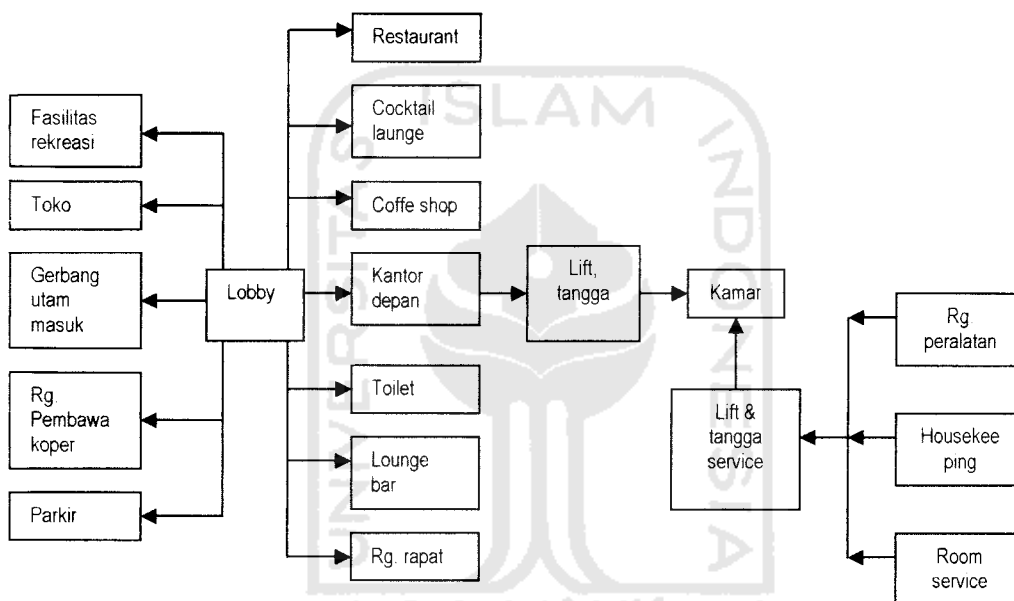 Restaurant
Cocktail
launge
Coffe shop
Kantor
depan
Toilet
Lounge
bar
Rg. rapat
Fasilitas
rekreasi
Toko
Gerbang
utam
masuk
Rg.
Pembawa
koper
Parkir
Lobby
Lift,
tangga
Kamar
Lift &
tangga
service
Rg.
peralatan
Housekee
ping
Room
service
UNIVERSITAS
ISLAM
INDONESIA